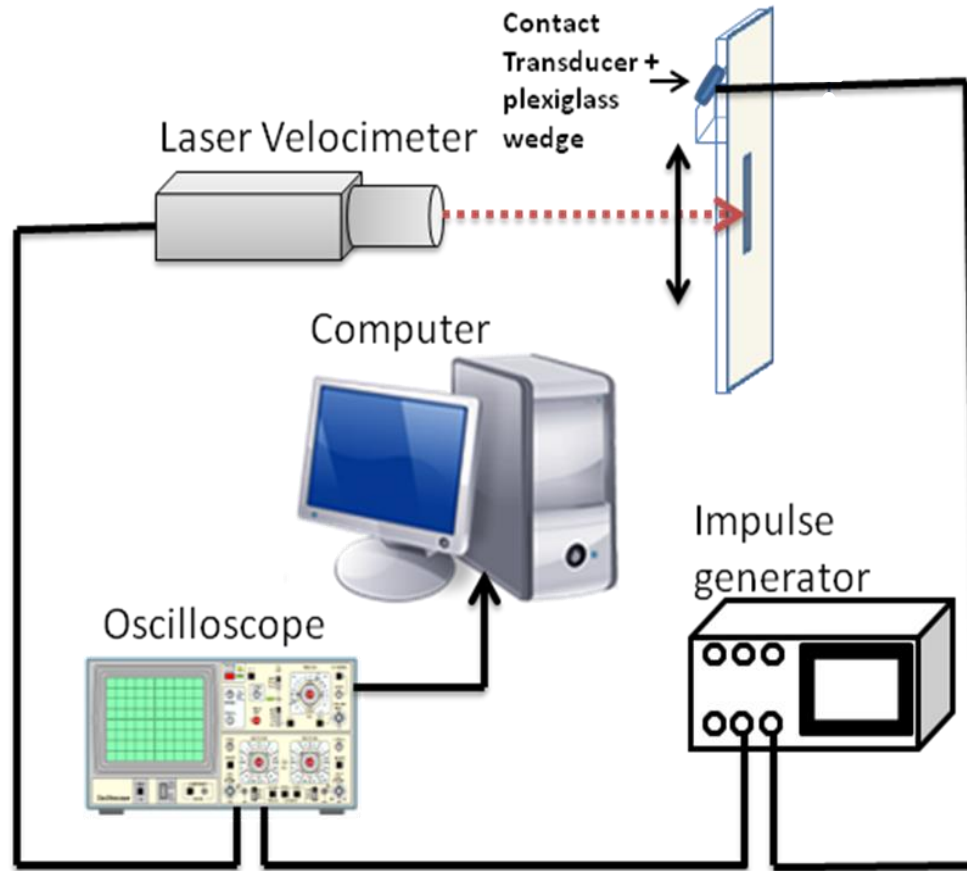 Contact
Transducer +
plexiglass
wedge
Laser Velocimeter
Computer
Impulse
generator
Oscilloscope